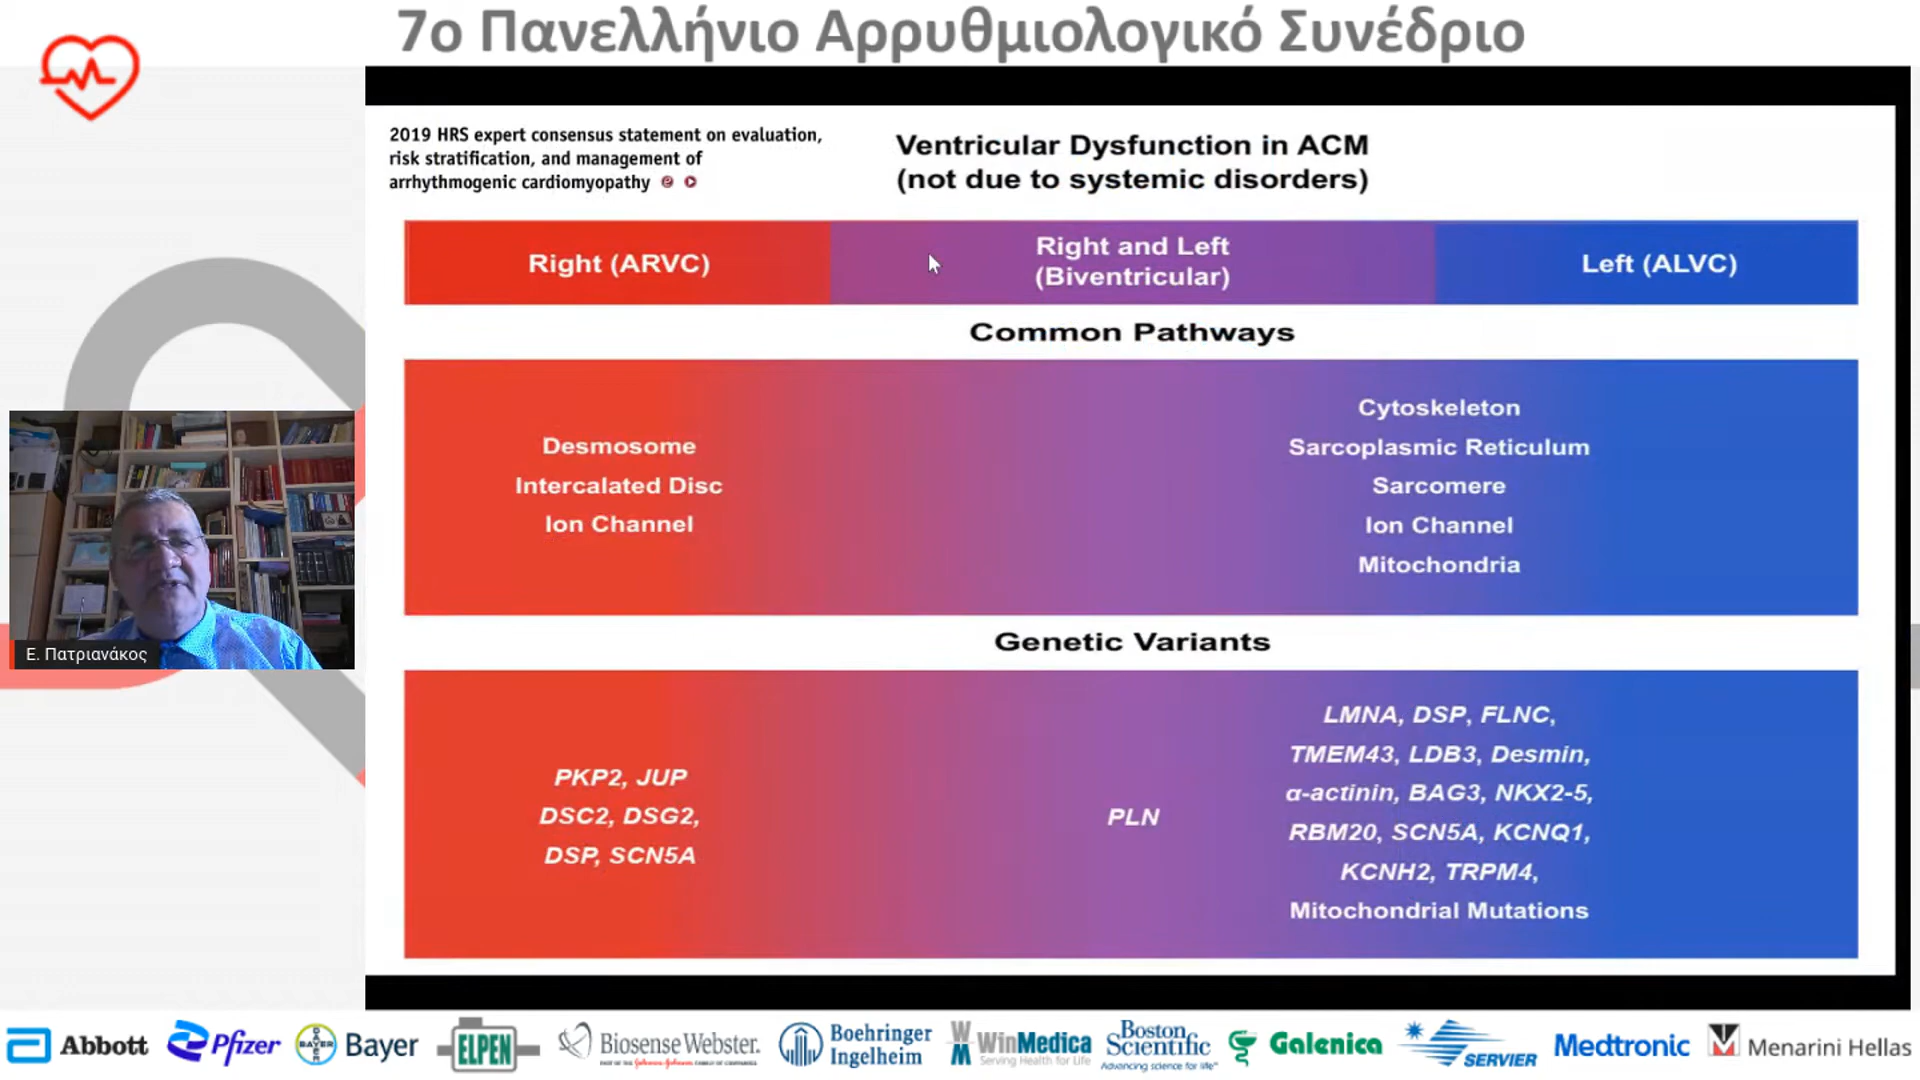 7ο Πανελλήνιο Αρρυθμιολογικό Συνέδριο
2019 HRS expert consensus statement on evaluation,
risk stratification, and management of
arrhythmogenic cardiomyopathy
Ventricular Dysfunction in ACM
(not due to systemic disorders)
Right (ARVC)
Right and Left
(Biventricular)
Left (ALVC)
Common Pathways
Desmosome
Intercalated Disc
Ion Channel
Cytoskeleton
Sarcoplasmic Reticulum
Sarcomere
Ion Channel
Mitochondria
Genetic Variants
PKP2, JUP
DSC2, DSG2,
DSP, SCN5A
PLN
LMNA, DSP, FLNC,
TMEM43, LDB3, Desmin,
α-actinin, BAG3, NKX2-5,
RBM20, SCN5A, KCNQ1,
KCNH2, TRPM4,
Mitochondrial Mutations
Ε. Πατριανάκος
Abbott
Pfizer
BAYER
Bayer
ELPEN
Biosense Webster.
Boehringer
Ingelheim
WinMedica
Serving Health for Life
Boston
Scientific
Advancing science for life
Galenica
SERVIER
Medtronic
Menarini Hellas